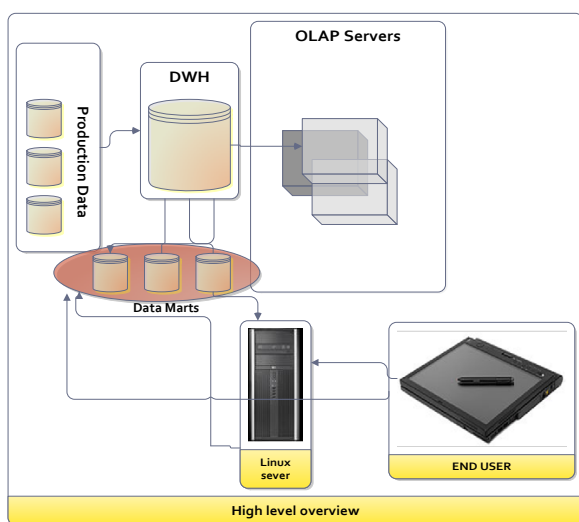 OLAP Servers
DWH
Production Data
Data Marts
Linux
sever
END USER
High level overview